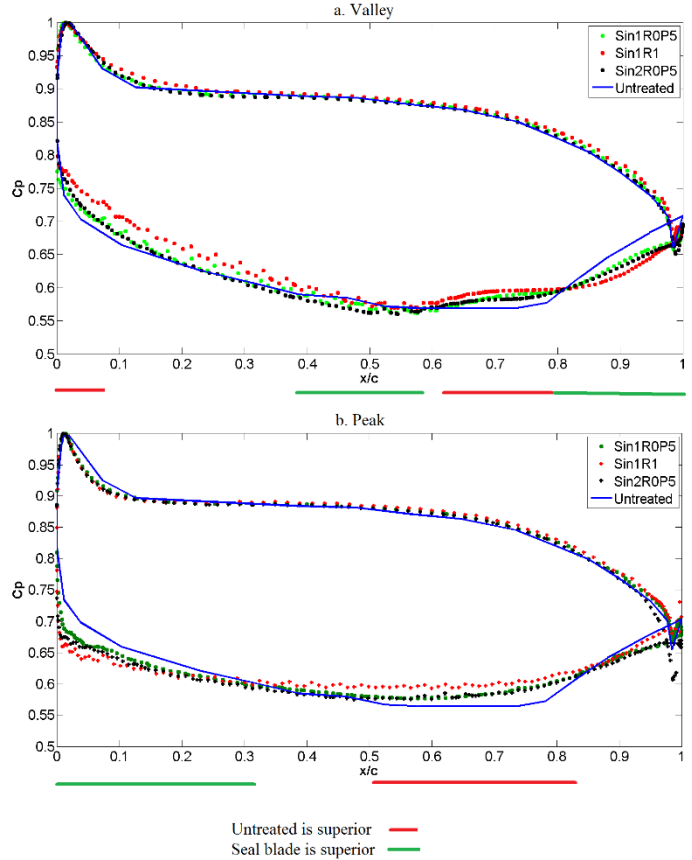 a. Valley
1
0.95
0.9
0.85
0.8
0.75
0.7
0.65
0.6
0.55
0.5
Cp
Sin1R0P5
Sin1R1
Sin2R0P5
Untreated
0 0.1 0.2 0.3 0.4 0.5 0.6 0.7 0.8 0.9 1
x/c
b. Peak
1
0.95
0.9
0.85
0.8
0.75
0.7
0.65
0.6
0.55
0.5
Cp
Sin1R0P5
Sin1R1
Sin2R0P5
Untreated
0 0.1 0.2 0.3 0.4 0.5 0.6 0.7 0.8 0.9 1
x/c
Untreated is superior
Seal blade is superior